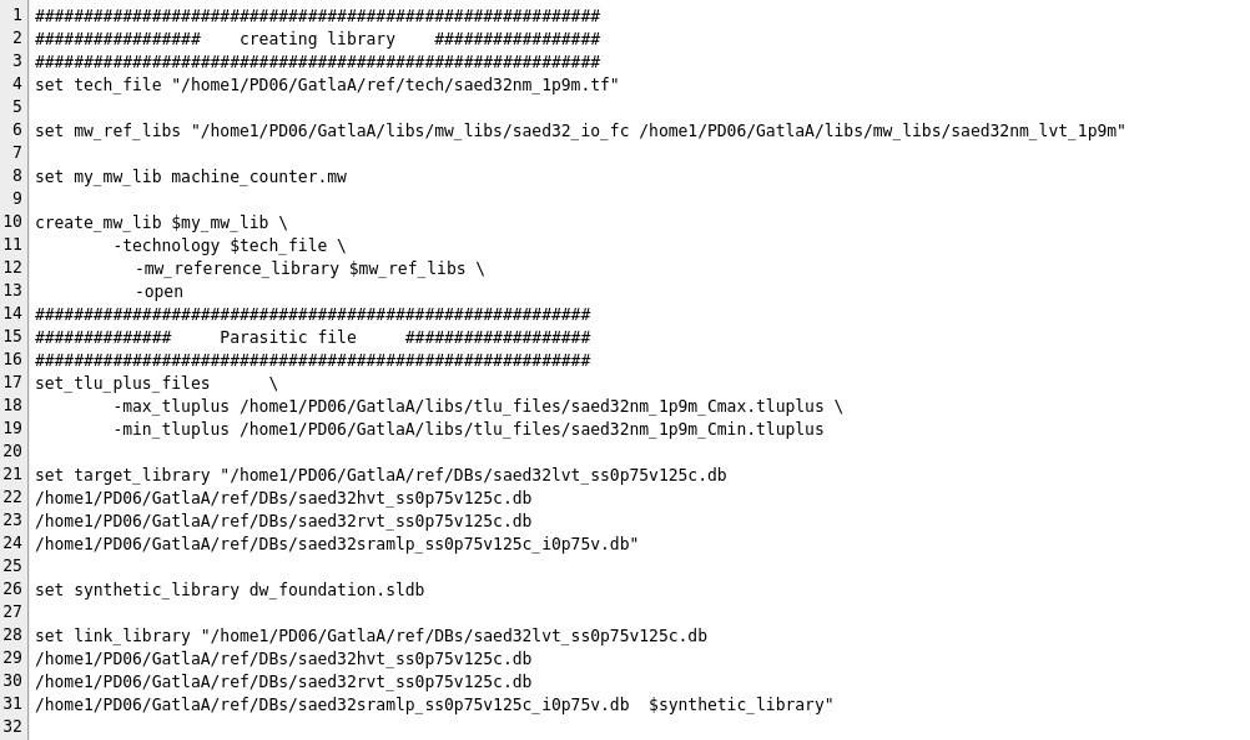 1 ##########################################################
2 #################    creating library    #################
3 ##########################################################
4 set tech_file "/home1/PD06/GatlaA/ref/tech/saed32nm_1p9m.tf"
5
6 set mw_ref_libs "/home1/PD06/GatlaA/libs/mw_libs/saed32_io_fc /home1/PD06/GatlaA/libs/mw_libs/saed32nm_lvt_1p9m"
7
8 set my_mw_lib machine_counter.mw
9
10 create_mw_lib $my_mw_lib \
11         -technology $tech_file \
12           -mw_reference_library $mw_ref_libs \
13           -open
14 #########################################################
15 ##############     Parasitic file     ###################
16 #########################################################
17 set_tlu_plus_files      \
18         -max_tluplus /home1/PD06/GatlaA/libs/tlu_files/saed32nm_1p9m_Cmax.tluplus \
19         -min_tluplus /home1/PD06/GatlaA/libs/tlu_files/saed32nm_1p9m_Cmin.tluplus
20
21 set target_library "/home1/PD06/GatlaA/ref/DBs/saed32lvt_ss0p75v125c.db
22 /home1/PD06/GatlaA/ref/DBs/saed32hvt_ss0p75v125c.db
23 /home1/PD06/GatlaA/ref/DBs/saed32rvt_ss0p75v125c.db
24 /home1/PD06/GatlaA/ref/DBs/saed32sramlp_ss0p75v125c_i0p75v.db"
25
26 set synthetic_library dw_foundation.sldb
27
28 set link_library "/home1/PD06/GatlaA/ref/DBs/saed32lvt_ss0p75v125c.db
29 /home1/PD06/GatlaA/ref/DBs/saed32hvt_ss0p75v125c.db
30 /home1/PD06/GatlaA/ref/DBs/saed32rvt_ss0p75v125c.db
31 /home1/PD06/GatlaA/ref/DBs/saed32sramlp_ss0p75v125c_i0p75v.db  $synthetic_library"
32